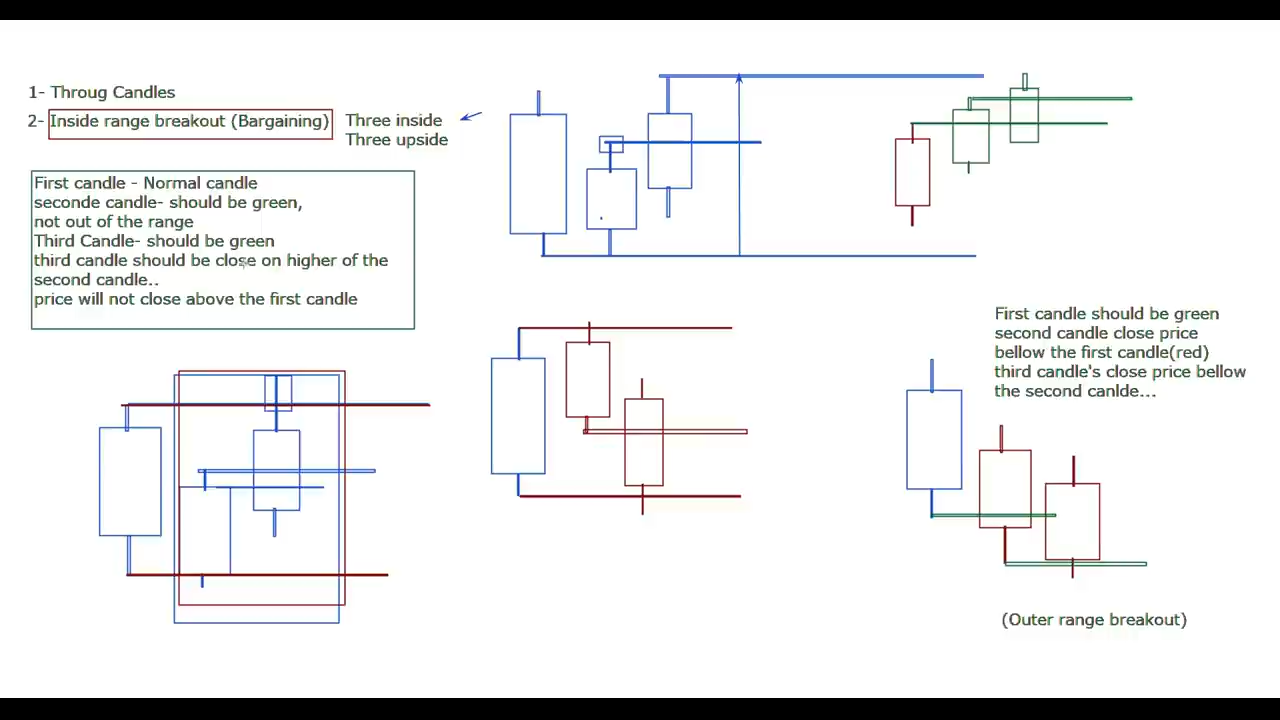 1- Throug Candles
2- Inside range breakout (Bargaining)
Three inside
Three upside
First candle - Normal candle
seconde candle- should be green,
not out of the range
Third Candle- should be green
third candle should be close on higher of the
second candle..
price will not close above the first candle
First candle should be green
second candle close price
bellow the first candle(red)
third candle's close price bellow
the second canlde...
(Outer range breakout)